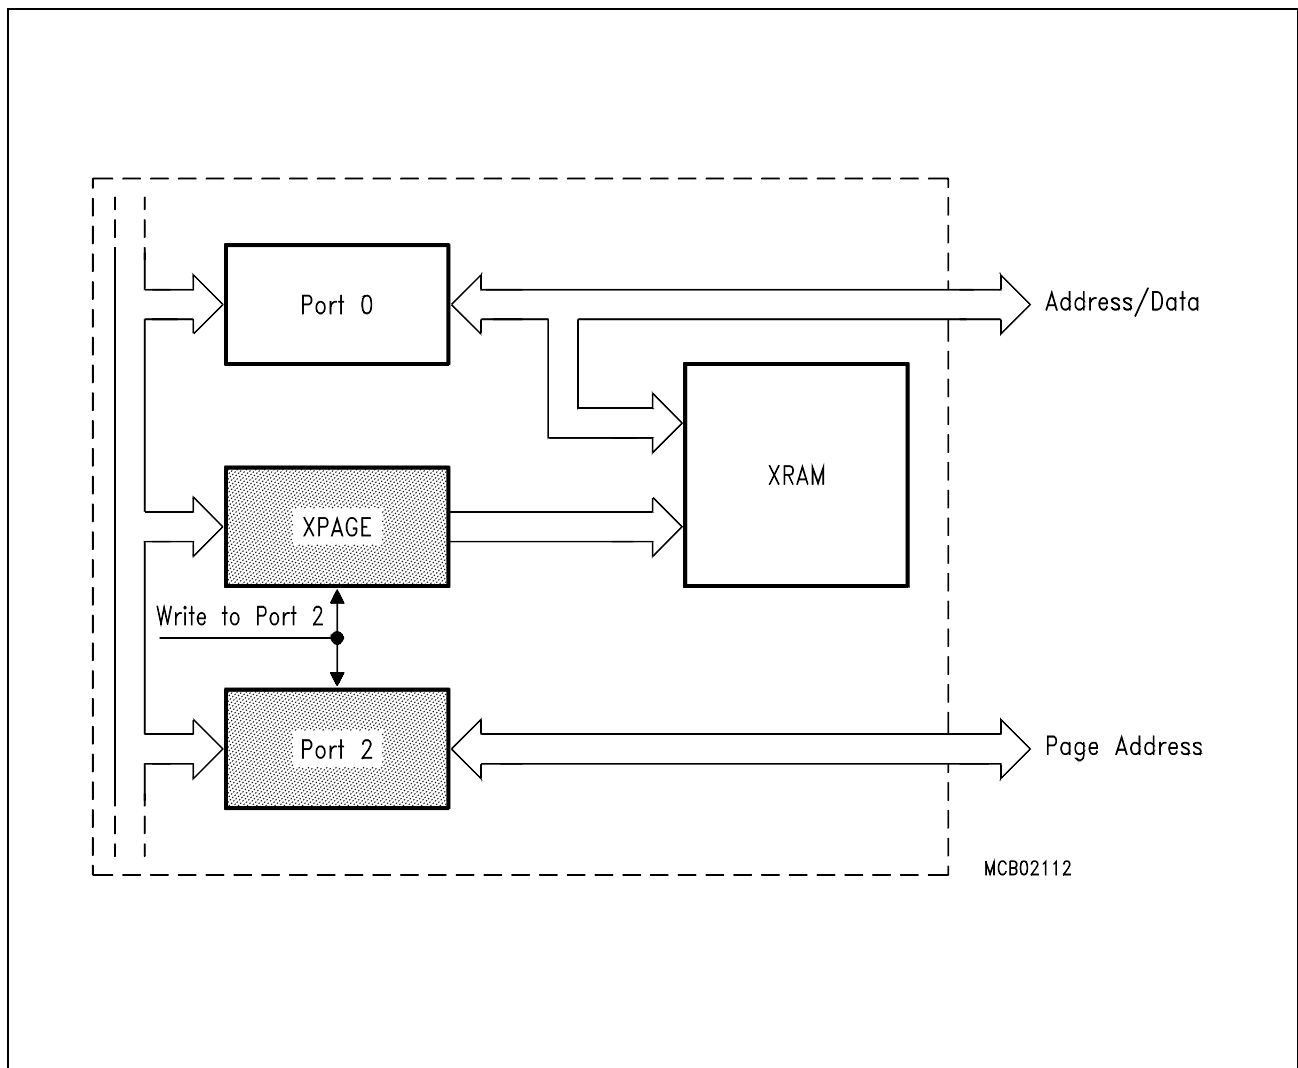 Port 0
Address/Data
XRAM
XPAGE
Write to Port 2
Port 2
Page Address
MCB02112